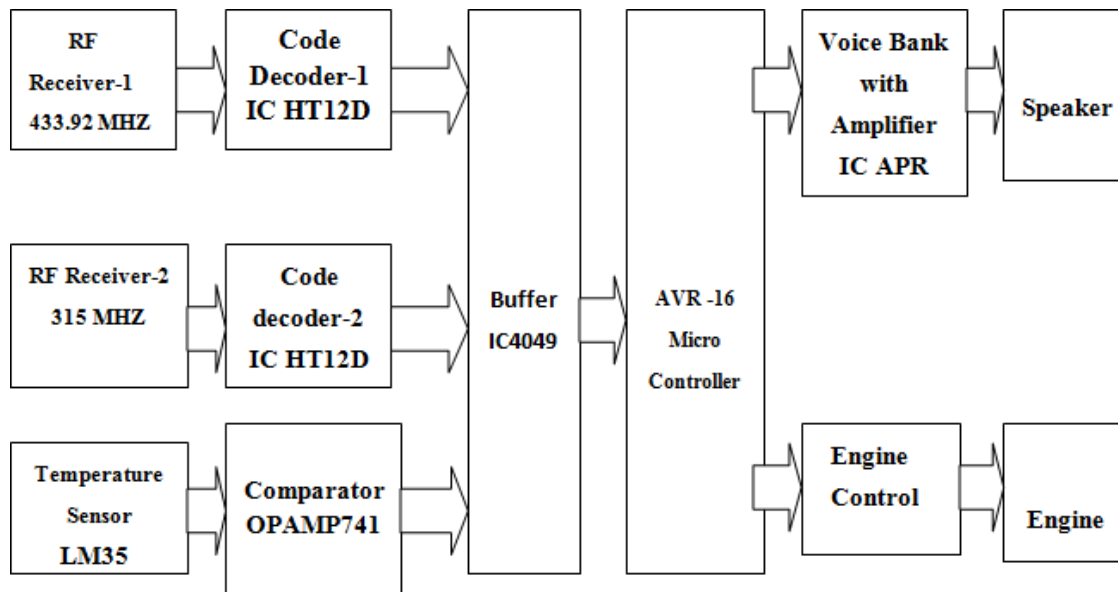 RF
Receiver-1
433.92 MHZ
Code
Decoder-1
IC HT12D
Voice Bank
with
Amplifier
IC APR
Speaker
RF Receiver-2
315 MHZ
Code
decoder-2
IC HT12D
Buffer
IC4049
AVR -16
Micro
Controller
Temperature
Sensor
LM35
Comparator
OPAMP741
Engine
Control
Engine